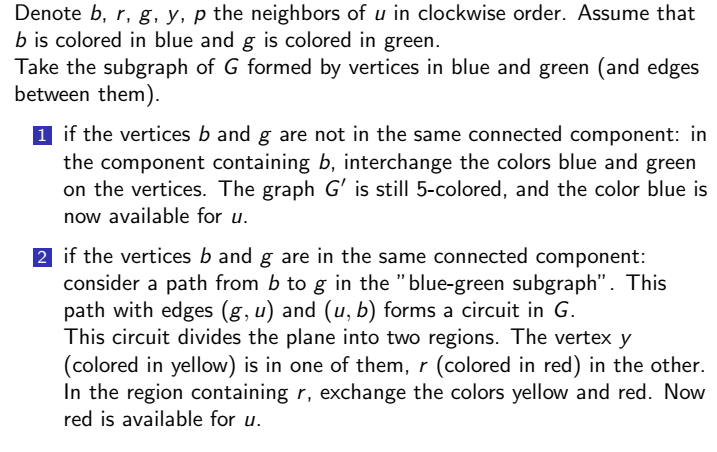 Denote b, r, g, y, p the neighbors of u in clockwise order. Assume that
b is colored in blue and g is colored in green.
Take the subgraph of G formed by vertices in blue and green (and edges
between them).
1 if the vertices b and g are not in the same connected component: in
the component containing b, interchange the colors blue and green
on the vertices. The graph G′ is still 5-colored, and the color blue is
now available for u.
2 if the vertices b and g are in the same connected component:
consider a path from b to g in the ”blue-green subgraph”. This
path with edges (g, u) and (u, b) forms a circuit in G.
This circuit divides the plane into two regions. The vertex y
(colored in yellow) is in one of them, r (colored in red) in the other.
In the region containing r, exchange the colors yellow and red. Now
red is available for u.